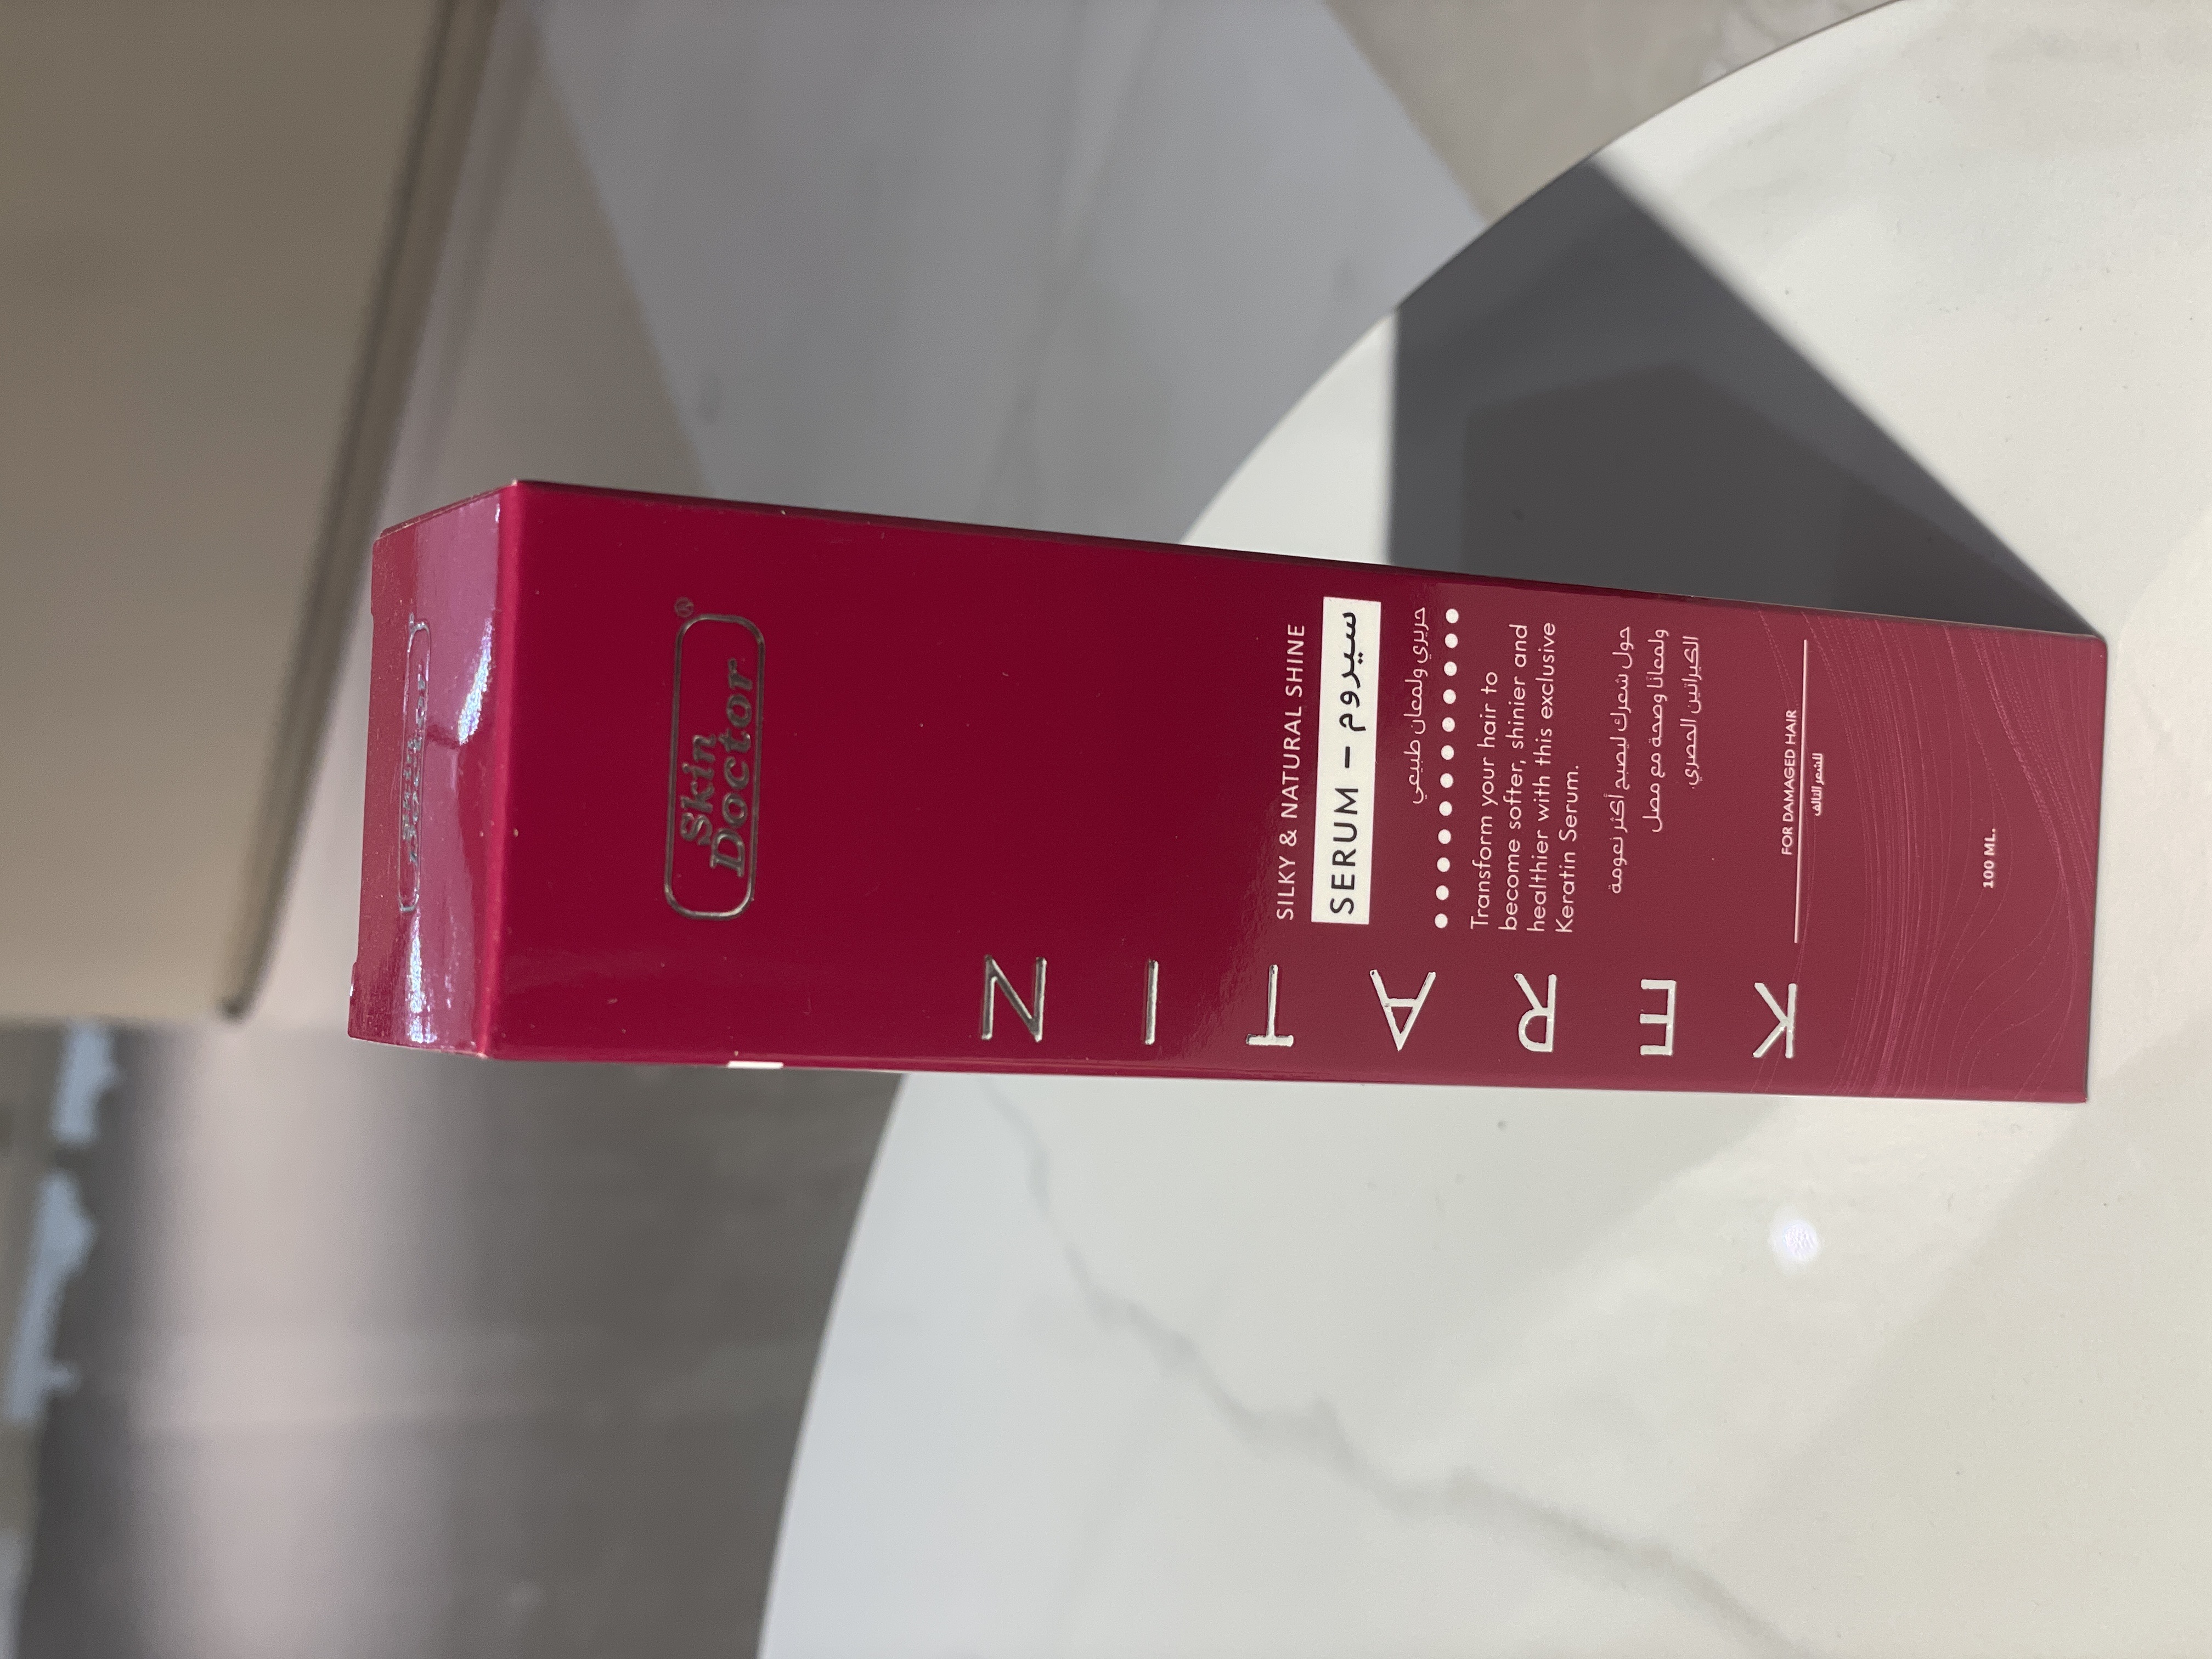 Skin
Doctor®
SILKY & NATURAL SHINE
SERUM – سيروم
حريري ولمعان طبيعي
Transform your hair to
become softer, shinier and
healthier with this exclusive
Keratin Serum.
حول شعرك ليصبح أكثر نعومة
ولمعانا وصحة مع مصل
الكيراتين الحصري.
KERATIN
FOR DAMAGED HAIR
للشعر التالف
100 ML.